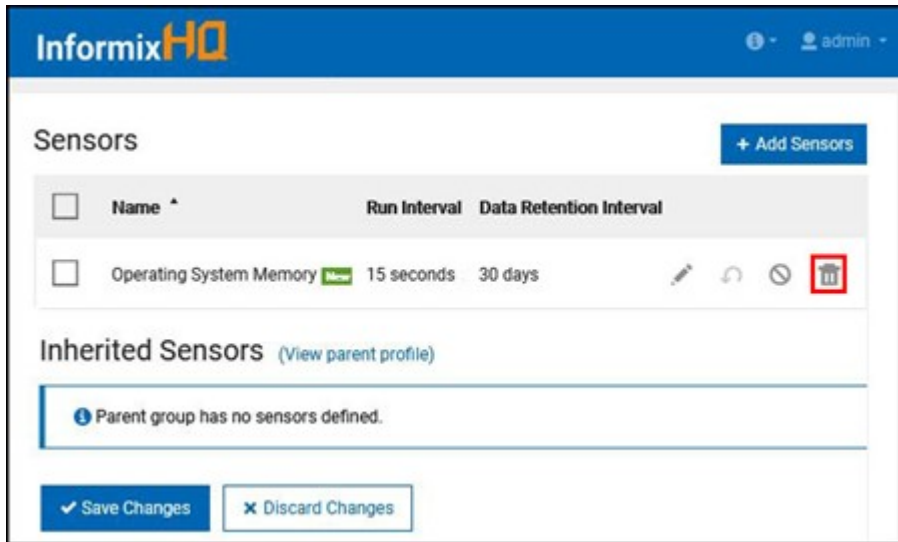 InformixHQ
admin
Sensors
+ Add Sensors
Name Run Interval Data Retention Interval
Operating System Memory New 15 seconds 30 days
Inherited Sensors (View parent profile)
Parent group has no sensors defined.
Save Changes
Discard Changes